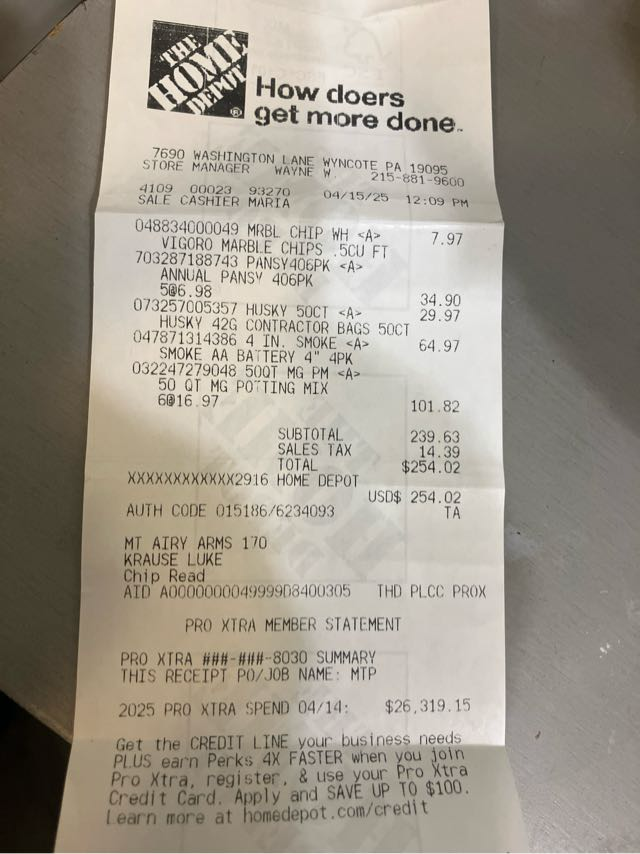 THE
HOME
DEPOT
®
How doers
get more done™
7690 WASHINGTON LANE WYNCOTE PA 19095
STORE MANAGER WAYNE W. 215-881-9600
4109 00023 93270 04/15/25 12:09 PM
SALE CASHIER MARIA
048834000049 MRBL CHIP WH <A> 7.97
VIGORO MARBLE CHIPS .5CU FT
703287188743 PANSY406PK <A>
ANNUAL PANSY 406PK
5@6.98 34.90
073257005357 HUSKY 50CT <A> 29.97
HUSKY 42G CONTRACTOR BAGS 50CT
047871314386 4 IN. SMOKE <A> 64.97
SMOKE AA BATTERY 4" 4PK
032247279048 50QT MG PM <A>
50 QT MG POTTING MIX
6@16.97 101.82
SUBTOTAL 239.63
SALES TAX 14.39
TOTAL $254.02
XXXXXXXXXXXX2916 HOME DEPOT
USD$ 254.02
AUTH CODE 015186/6234093 TA
MT AIRY ARMS 170
KRAUSE LUKE
Chip Read
AID A0000000049999D8400305 THD PLCC PROX
PRO XTRA MEMBER STATEMENT
PRO XTRA ###-###-8030 SUMMARY
THIS RECEIPT PO/JOB NAME: MTP
2025 PRO XTRA SPEND 04/14: $26,319.15
Get the CREDIT LINE your business needs
PLUS earn Perks 4X FASTER when you join
Pro Xtra, register, & use your Pro Xtra
Credit Card. Apply and SAVE UP TO $100.
Learn more at homedepot.com/credit